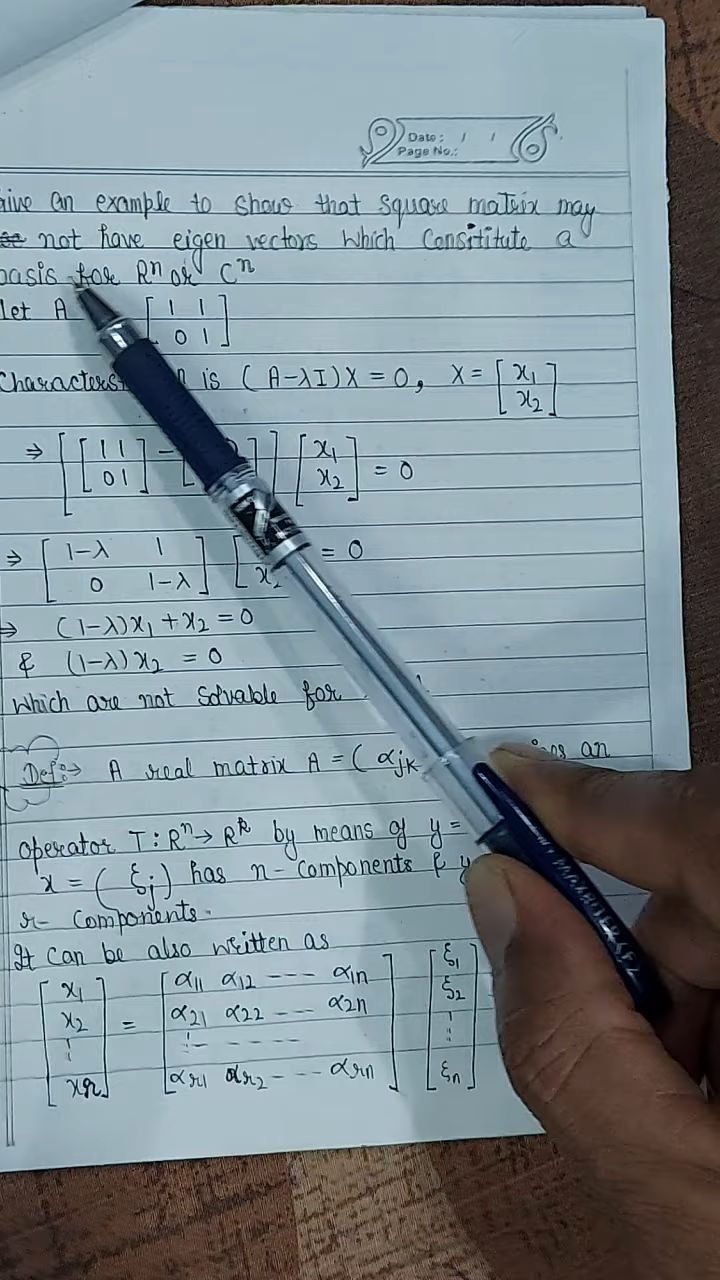 Date: / /
Page No.:
an example to show that square matrix may
not have eigen vectors which consititute a
for Rⁿ or Cⁿ
let A [1 1
0 1]
is (A-λI)X = 0, X = [x₁
x₂]
⇒ [[1 1
0 1] - [x₁
x₂] = 0
⇒ [1-λ 1
0 1-λ] [ = 0
x₂
⇒ (1-λ)x₁ + x₂ = 0
& (1-λ)x₂ = 0
which are not solvable for
Def:→ A real matrix A = (αjk an
operator T: Rⁿ → Rᵏ by means of y =
x = (ξj) has n-components & y
r-components.
It can be also written as
[x₁
x₂
⋮
xr] = [α11 α12 --- α1n
α21 α22 --- α2n
⋮- - - - - -
αr1 αr2 --- αrn] [ξ1
ξ2
⋮
ξn]